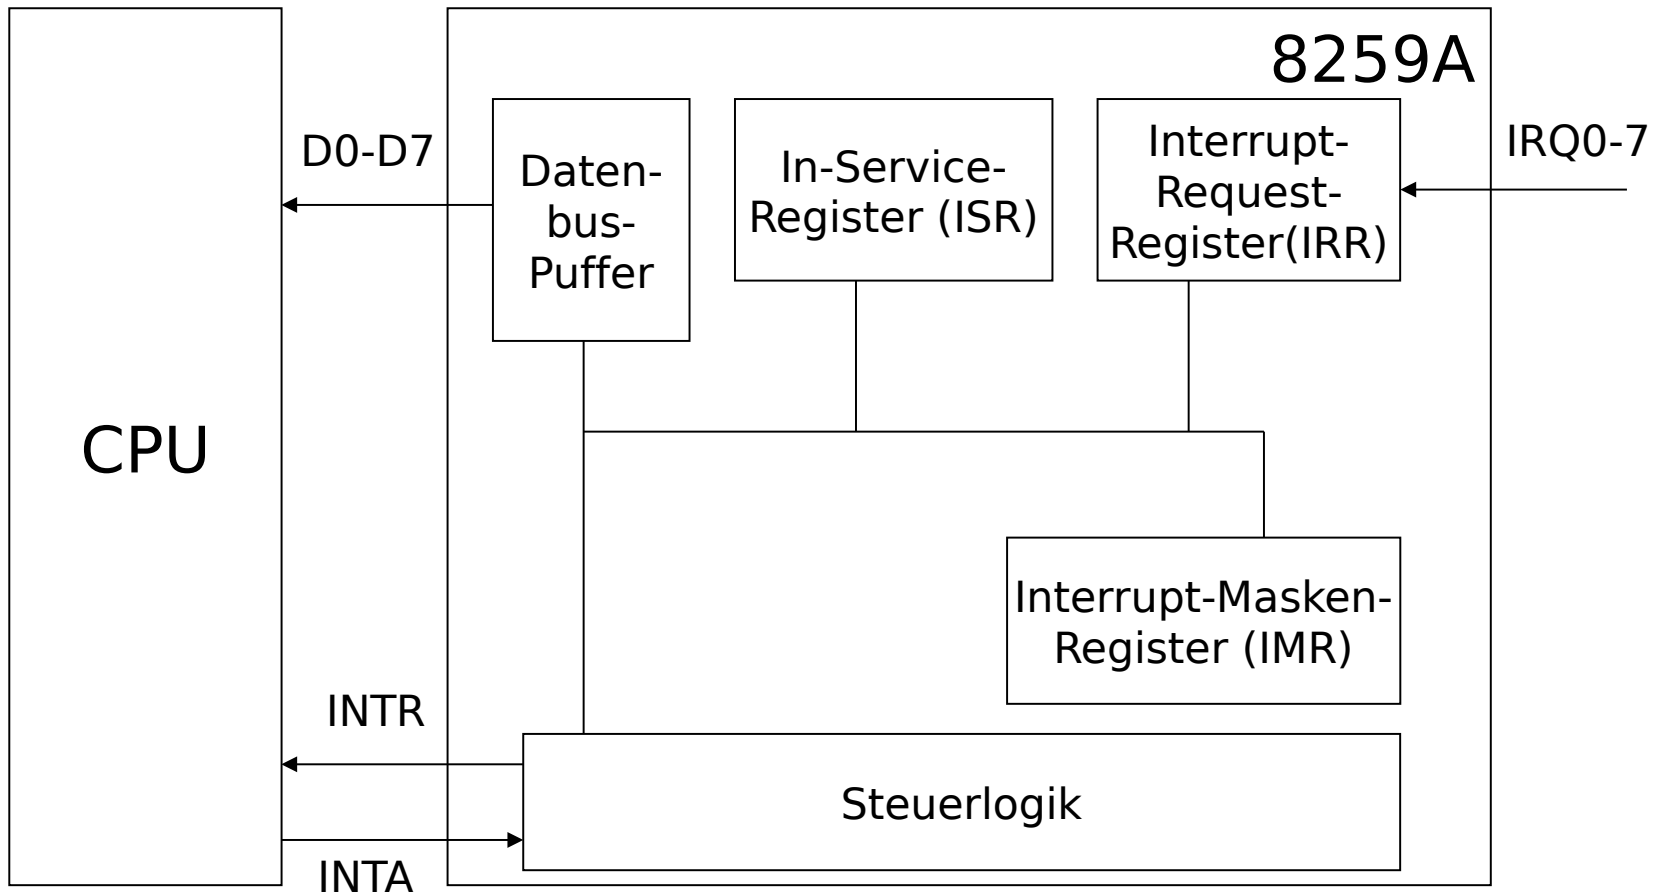 8259A
CPU
D0-D7
Daten-
bus-
Puffer
In-Service-
Register (ISR)
Interrupt-
Request-
Register(IRR)
IRQ0-7
Interrupt-Masken-
Register (IMR)
INTR
Steuerlogik
INTA